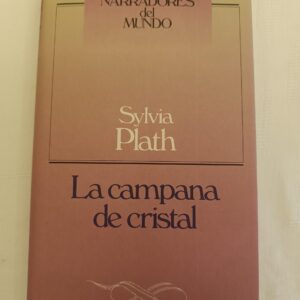 NARRADORES
del
MUNDO
Sylvia
Plath
La campana
de cristal